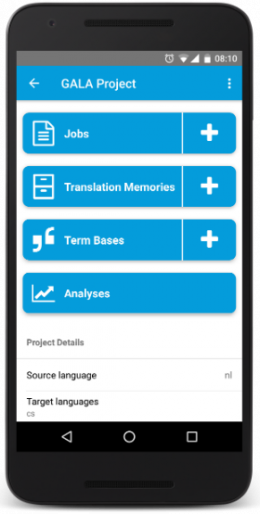 08:10
GALA Project
Jobs
Translation Memories
Term Bases
Analyses
Project Details
Source language nl
Target languages
cs